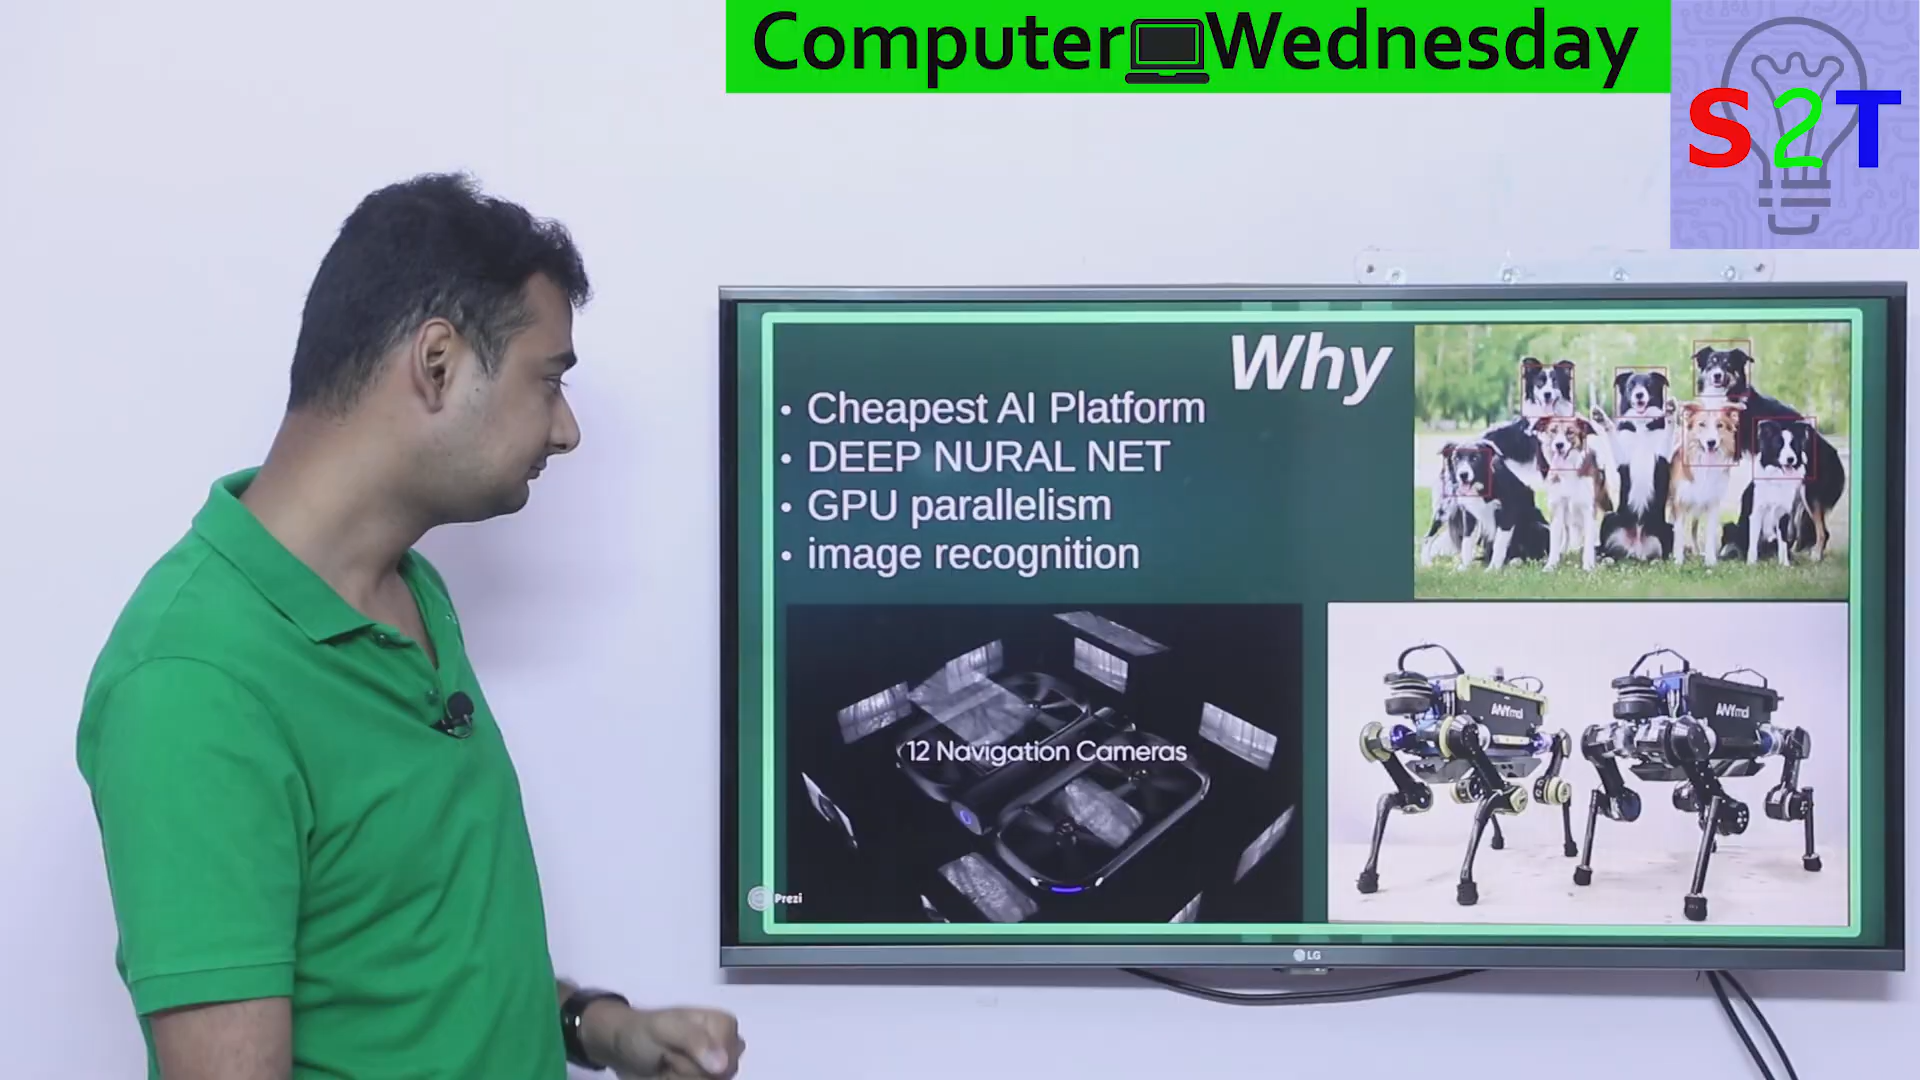 Computer Wednesday
S2T
Why
• Cheapest AI Platform
• DEEP NURAL NET
• GPU parallelism
• image recognition
12 Navigation Cameras
ANYmal
ANYmal
Prezi
LG